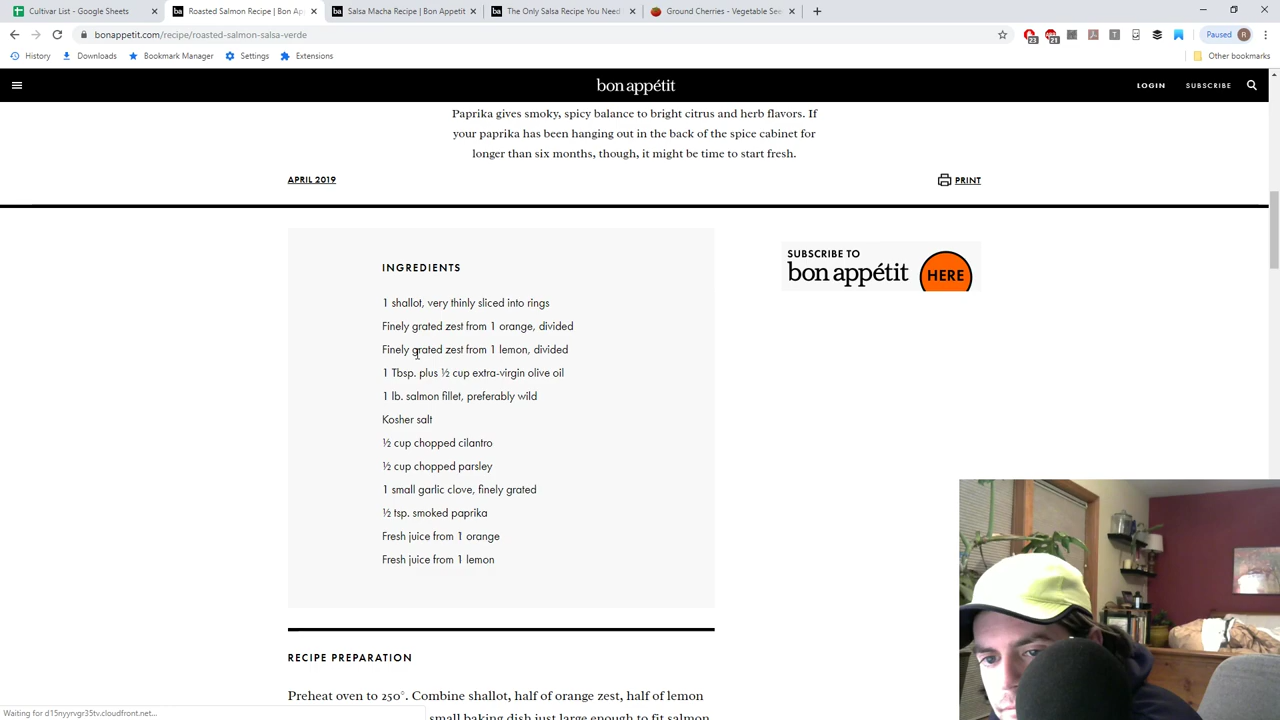 Cultivar List - Google Sheets
Roasted Salmon Recipe | Bon Ap
Salsa Macha Recipe | Bon Appetit
The Only Salsa Recipe You Need
Ground Cherries - Vegetable See
bonappetit.com/recipe/roasted-salmon-salsa-verde
23
21
Paused
R
History
Downloads
Bookmark Manager
Settings
Extensions
Other bookmarks
bon appétit
LOGIN
SUBSCRIBE
Paprika gives smoky, spicy balance to bright citrus and herb flavors. If
your paprika has been hanging out in the back of the spice cabinet for
longer than six months, though, it might be time to start fresh.
APRIL 2019
PRINT
INGREDIENTS
1 shallot, very thinly sliced into rings
Finely grated zest from 1 orange, divided
Finely grated zest from 1 lemon, divided
1 Tbsp. plus ½ cup extra-virgin olive oil
1 lb. salmon fillet, preferably wild
Kosher salt
½ cup chopped cilantro
½ cup chopped parsley
1 small garlic clove, finely grated
½ tsp. smoked paprika
Fresh juice from 1 orange
Fresh juice from 1 lemon
SUBSCRIBE TO
bon appétit
HERE
RECIPE PREPARATION
Preheat oven to 250°. Combine shallot, half of orange zest, half of lemon
small baking dish just large enough to fit salmon
Waiting for d15nyyrvgr35tv.cloudfront.net...